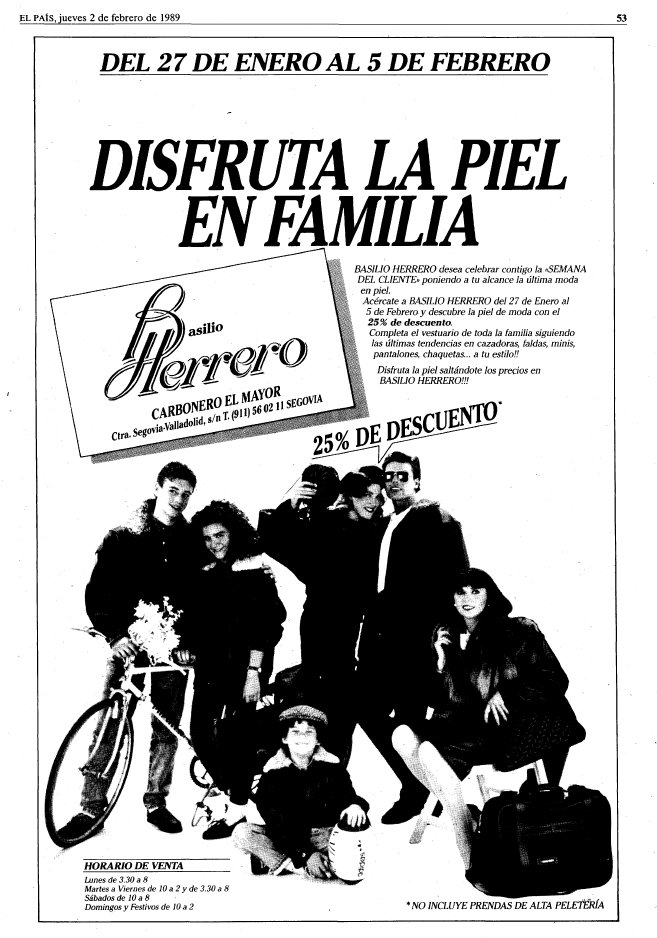 EL PAÍS, jueves 2 de febrero de 1989
53
DEL 27 DE ENERO AL 5 DE FEBRERO
DISFRUTA LA PIEL
EN FAMILIA
BASILIO HERRERO desea celebrar contigo la «SEMANA
DEL CLIENTE» poniendo a tu alcance la última moda
en piel.
Acércate a BASILIO HERRERO del 27 de Enero al
5 de Febrero y descubre la piel de moda con el
25% de descuento.
Completa el vestuario de toda la familia siguiendo
las últimas tendencias en cazadoras, faldas, minis,
pantalones, chaquetas... a tu estilo!!
Disfruta la piel saltándote los precios en
BASILIO HERRERO!!!
Basilio
Herrero
CARBONERO EL MAYOR
Ctra. Segovia-Valladolid, s/n T. (911) 56 02 11 SEGOVIA
25% DE DESCUENTO*
HORARIO DE VENTA
Lunes de 3.30 a 8
Martes a Viernes de 10 a 2 y de 3.30 a 8
Sábados de 10 a 8
Domingos y Festivos de 10 a 2
adidas
*NO INCLUYE PRENDAS DE ALTA PELETERÍA